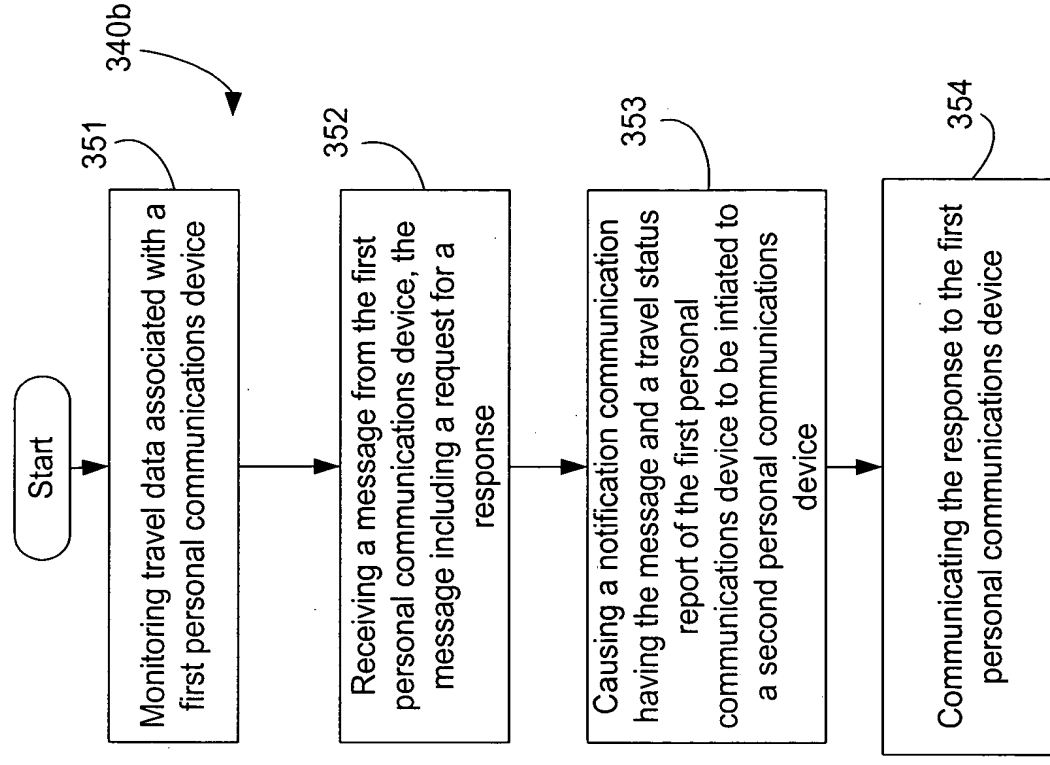 Start
340b
351
Monitoring travel data associated with a
first personal communications device
352
Receiving a message from the first
personal communications device, the
message including a request for a
response
353
Causing a notification communication
having the message and a travel status
report of the first personal
communications device to be intiated to
a second personal communications
device
354
Communicating the response to the first
personal communications device